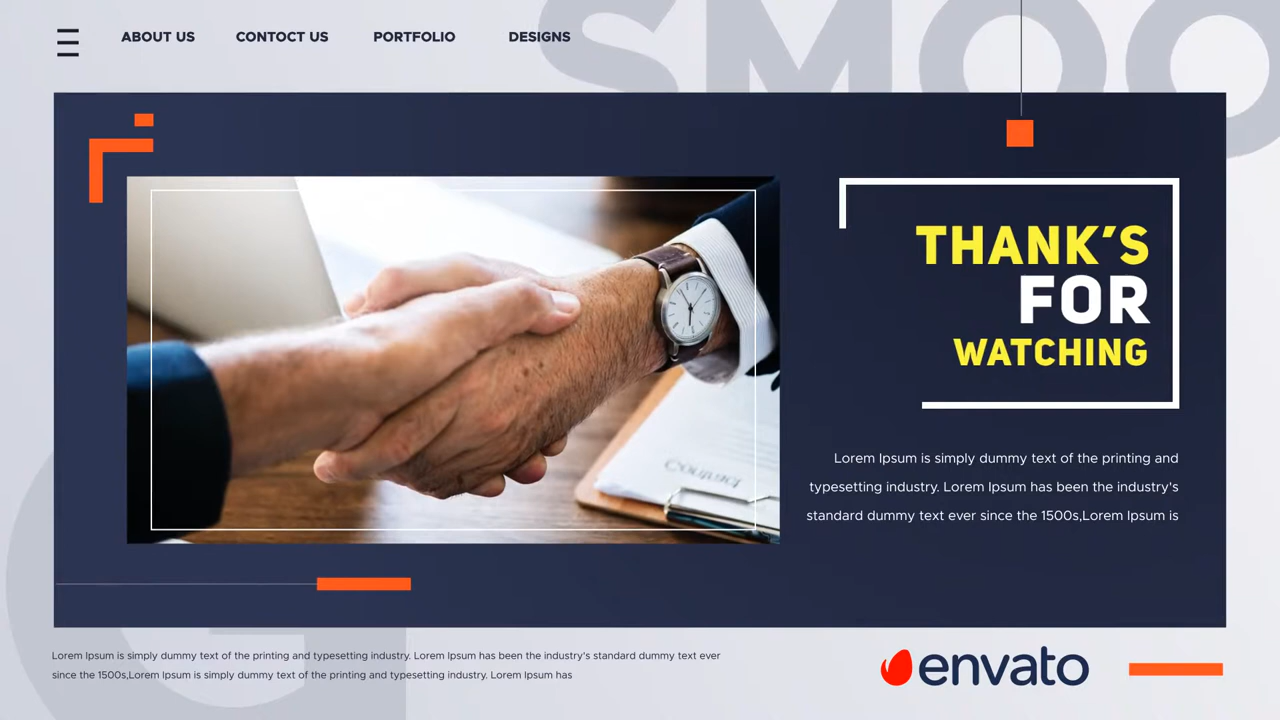 SMOO
ABOUT US
CONTOCT US
PORTFOLIO
DESIGNS
THANK'S
FOR
WATCHING
Lorem Ipsum is simply dummy text of the printing and
typesetting industry. Lorem Ipsum has been the industry's
standard dummy text ever since the 1500s,Lorem Ipsum is
Contract
G
Lorem Ipsum is simply dummy text of the printing and typesetting industry. Lorem Ipsum has been the industry's standard dummy text ever
since the 1500s,Lorem Ipsum is simply dummy text of the printing and typesetting industry. Lorem Ipsum has
envato